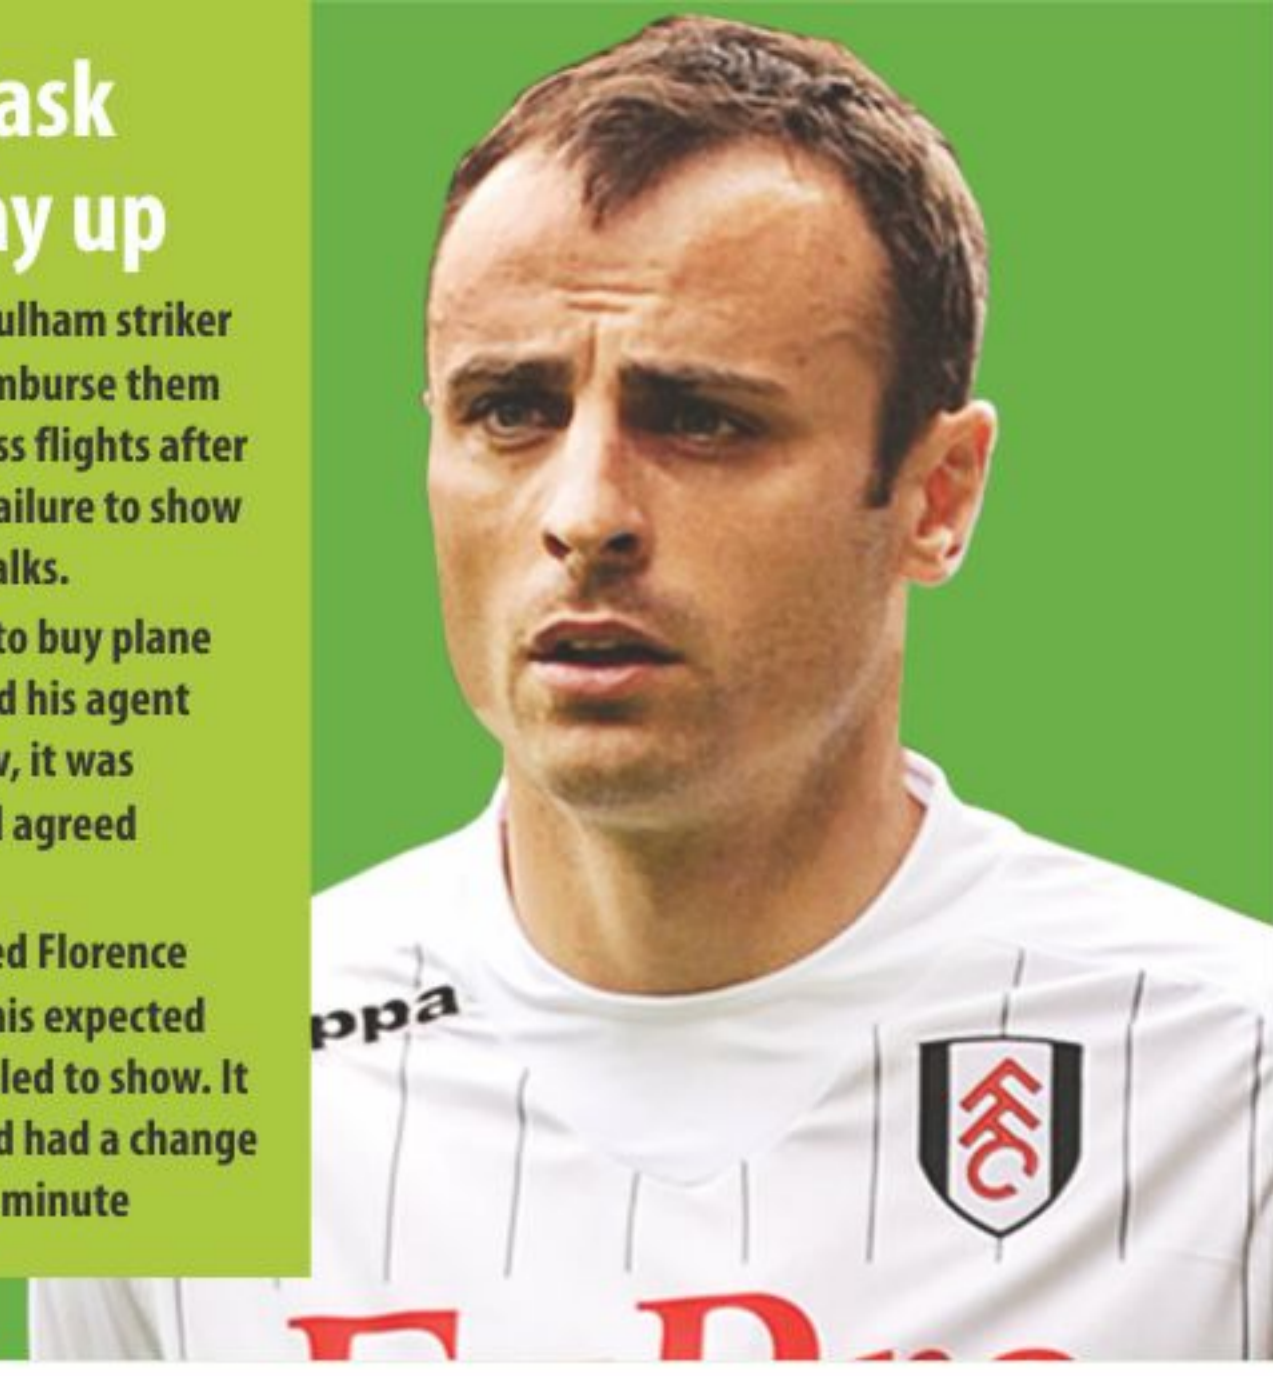 ask
ay up
ulham striker
nburse them
ss flights after
ailure to show
alks.
to buy plane
d his agent
v, it was
l agreed
ed Florence
his expected
led to show. It
d had a change
minute
ppa
FFC